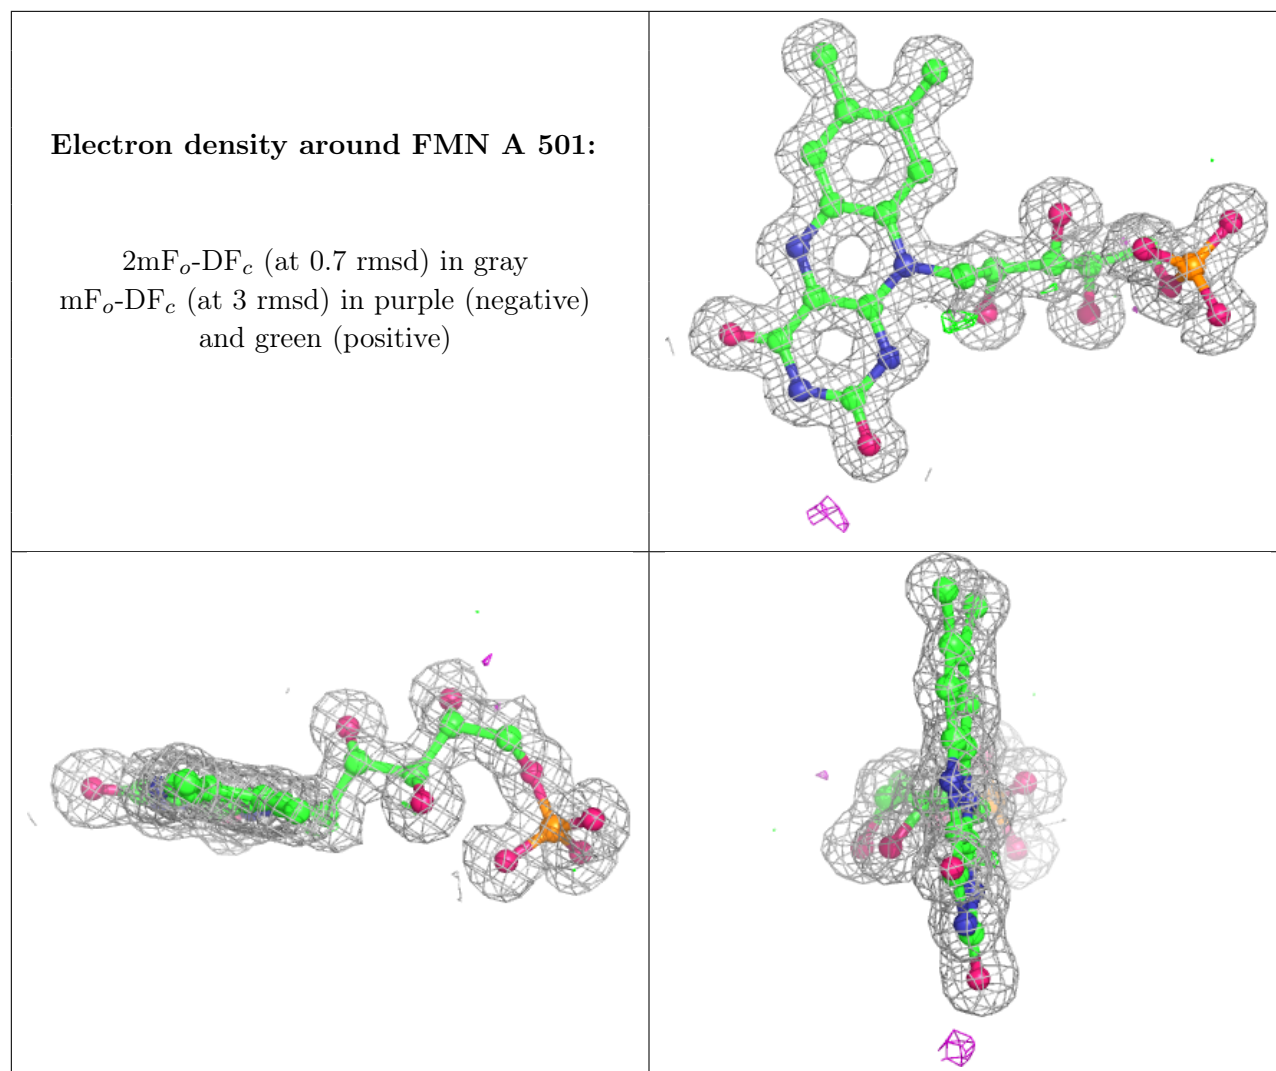 Electron density around FMN A 501:
2mFo-DFc (at 0.7 rmsd) in gray
mFo-DFc (at 3 rmsd) in purple (negative)
and green (positive)